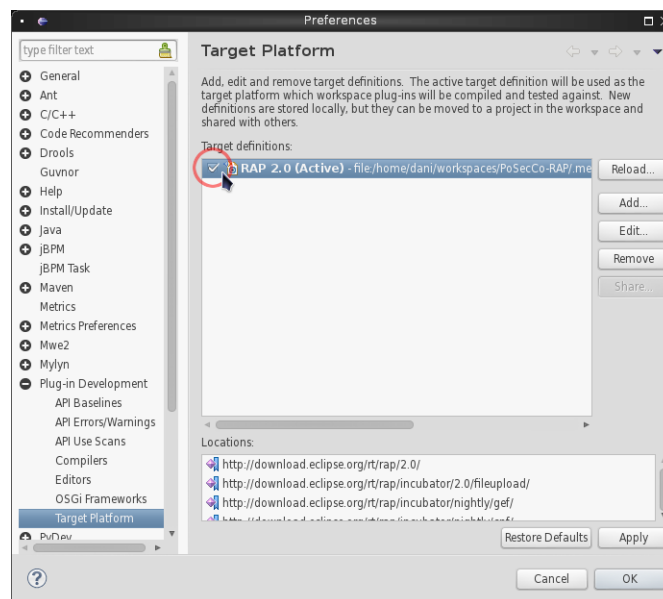 Preferences
type filter text
General
Ant
C/C++
Code Recommenders
Drools
Guvnor
Help
Install/Update
Java
jBPM
jBPM Task
Maven
Metrics
Metrics Preferences
Mwe2
Mylyn
Plug-in Development
API Baselines
API Errors/Warnings
API Use Scans
Compilers
Editors
OSGi Frameworks
Target Platform
PyDev
Target Platform
Add, edit and remove target definitions. The active target definition will be used as the
target platform which workspace plug-ins will be compiled and tested against. New
definitions are stored locally, but they can be moved to a project in the workspace and
shared with others.
Target definitions:
RAP 2.0 (Active) - file:/home/dani/workspaces/PoSecCo-RAP/.me
Reload...
Add...
Edit...
Remove
Share...
Locations:
http://download.eclipse.org/rt/rap/2.0/
http://download.eclipse.org/rt/rap/incubator/2.0/fileupload/
http://download.eclipse.org/rt/rap/incubator/nightly/gef/
Restore Defaults
Apply
?
Cancel
OK